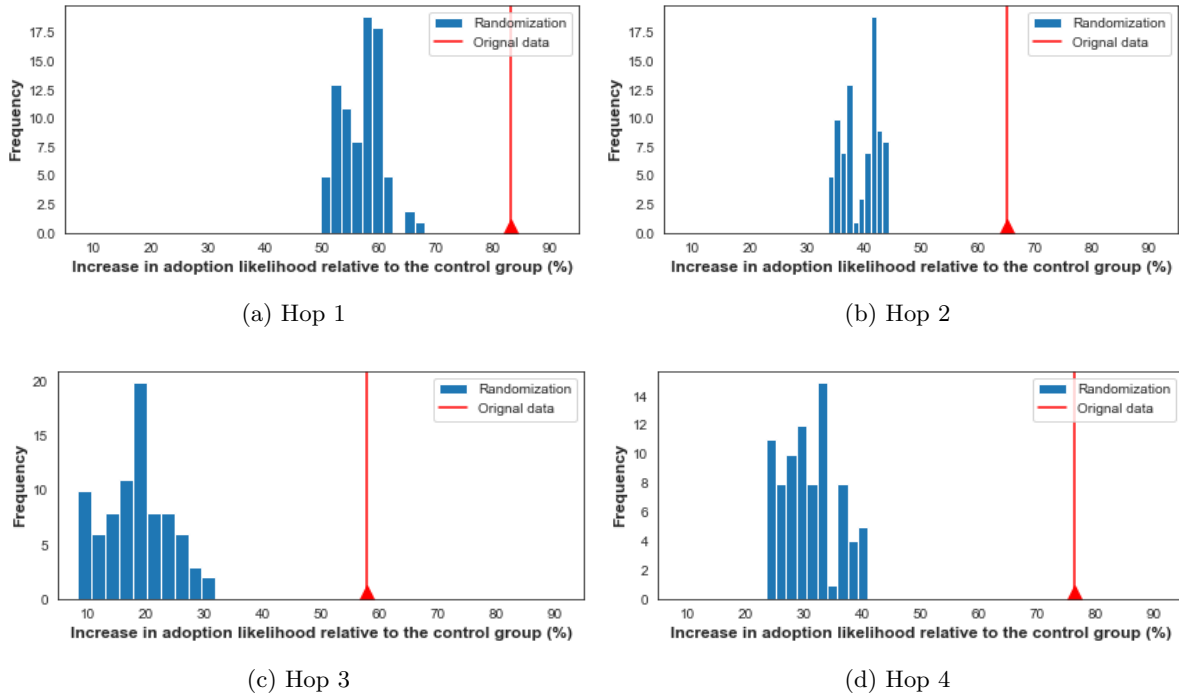 17.5
15.0
12.5
10.0
7.5
5.0
2.5
0.0
Frequency
Randomization
Orignal data
10 20 30 40 50 60 70 80 90
Increase in adoption likelihood relative to the control group (%)
(a) Hop 1
17.5
15.0
12.5
10.0
7.5
5.0
2.5
0.0
Frequency
Randomization
Orignal data
10 20 30 40 50 60 70 80 90
Increase in adoption likelihood relative to the control group (%)
(b) Hop 2
20
15
10
5
0
Frequency
Randomization
Orignal data
10 20 30 40 50 60 70 80 90
Increase in adoption likelihood relative to the control group (%)
(c) Hop 3
14
12
10
8
6
4
2
0
Frequency
Randomization
Orignal data
10 20 30 40 50 60 70 80 90
Increase in adoption likelihood relative to the control group (%)
(d) Hop 4